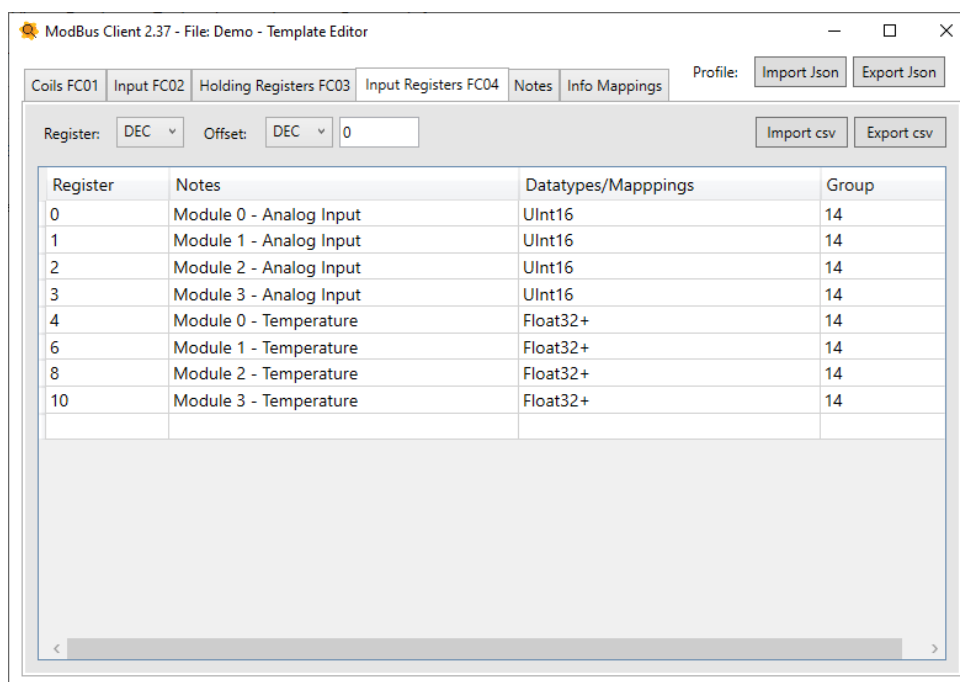 ModBus Client 2.37 - File: Demo - Template Editor
Coils FC01 Input FC02 Holding Registers FC03 Input Registers FC04 Notes Info Mappings Profile: Import Json Export Json
Register: DEC Offset: DEC 0 Import csv Export csv
Register Notes Datatypes/Mapppings Group
0 Module 0 - Analog Input UInt16 14
1 Module 1 - Analog Input UInt16 14
2 Module 2 - Analog Input UInt16 14
3 Module 3 - Analog Input UInt16 14
4 Module 0 - Temperature Float32+ 14
6 Module 1 - Temperature Float32+ 14
8 Module 2 - Temperature Float32+ 14
10 Module 3 - Temperature Float32+ 14